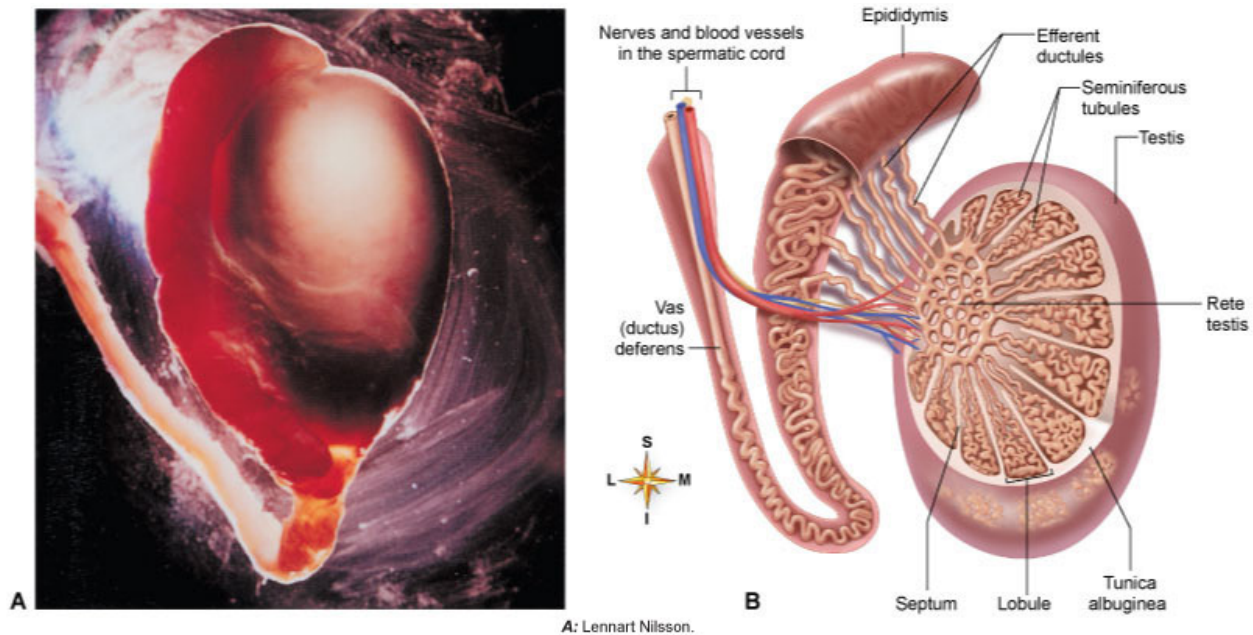 Nerves and blood vessels
in the spermatic cord
Epididymis
Efferent
ductules
Seminiferous
tubules
Testis
Vas
(ductus)
deferens
Rete
testis
S
L
M
I
Septum
Lobule
Tunica
albuginea
A
B
A: Lennart Nilsson.